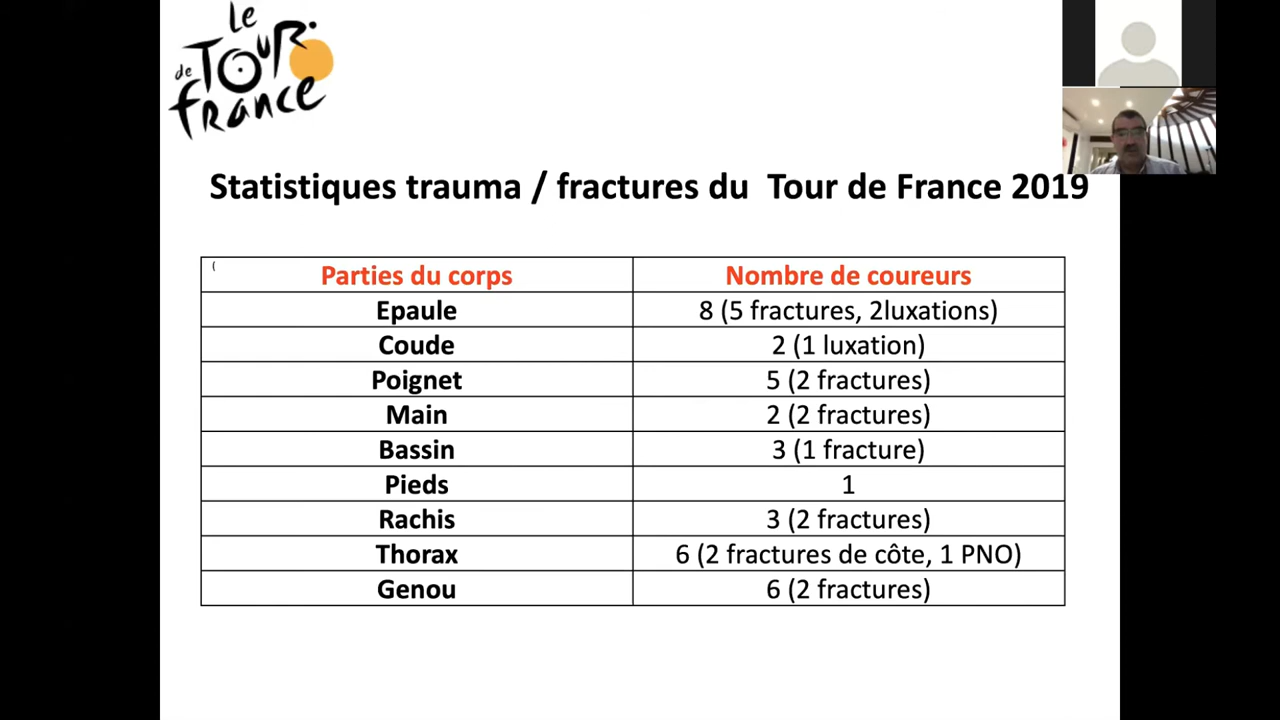 Le
de TOUR
FRANCE
Statistiques trauma / fractures du Tour de France 2019
( Parties du corps Nombre de coureurs
Epaule 8 (5 fractures, 2luxations)
Coude 2 (1 luxation)
Poignet 5 (2 fractures)
Main 2 (2 fractures)
Bassin 3 (1 fracture)
Pieds 1
Rachis 3 (2 fractures)
Thorax 6 (2 fractures de côte, 1 PNO)
Genou 6 (2 fractures)